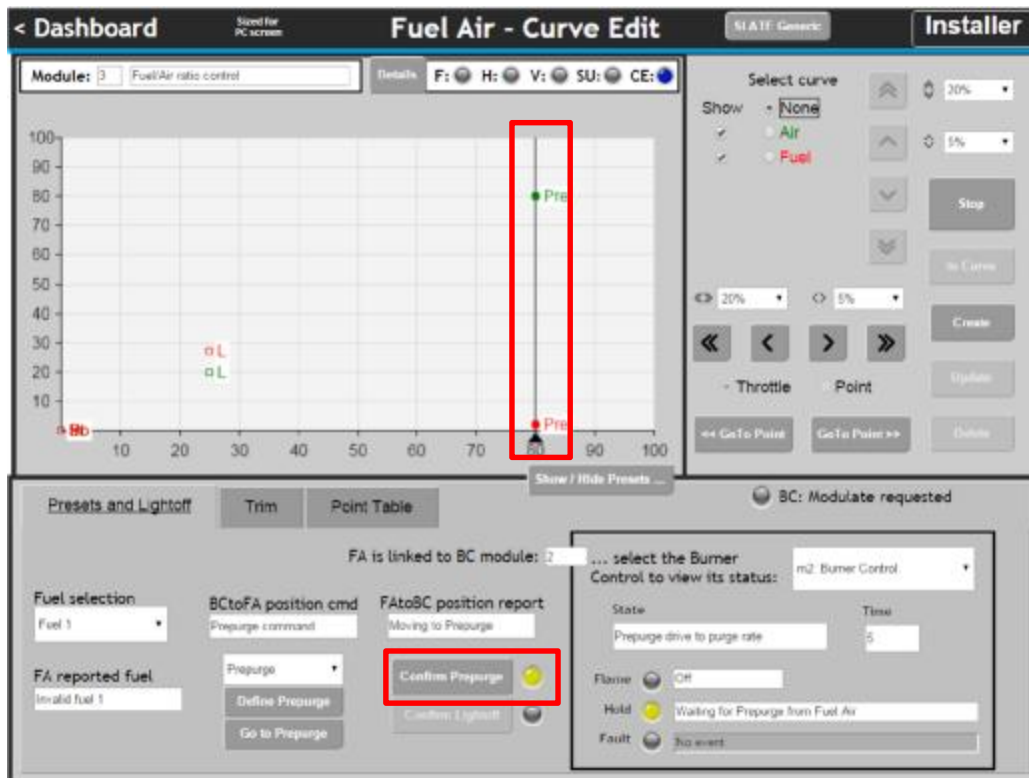 < Dashboard
Sized for
PC screen
Fuel Air - Curve Edit
SLATE Generic
Installer
Module: 3 Fuel/Air ratio control
Details
F: H: V: SU: CE:
Select curve
Show
None
Air
Fuel
20%
5%
Stop
to Curve
Create
Update
Delete
20%
5%
Throttle
Point
<< GoTo Point
GoTo Point >>
100
90
80
70
60
50
40
30
20
10
10 20 30 40 50 60 70 80 90 100
Pre
L
L
Pre
Show / Hide Presets ...
Presets and Lightoff
Trim
Point Table
BC: Modulate requested
FA is linked to BC module: 2
... select the Burner
Control to view its status:
m2: Burner Control
Fuel selection
Fuel 1
FA reported fuel
Invalid fuel 1
BCtoFA position cmd
Prepurge command
Prepurge
Define Prepurge
Go to Prepurge
FAtoBC position report
Moving to Prepurge
Confirm Prepurge
Confirm Lightoff
State
Prepurge drive to purge rate
Time
5
Flame
Off
Hold
Waiting for Prepurge from Fuel Air
Fault
No event